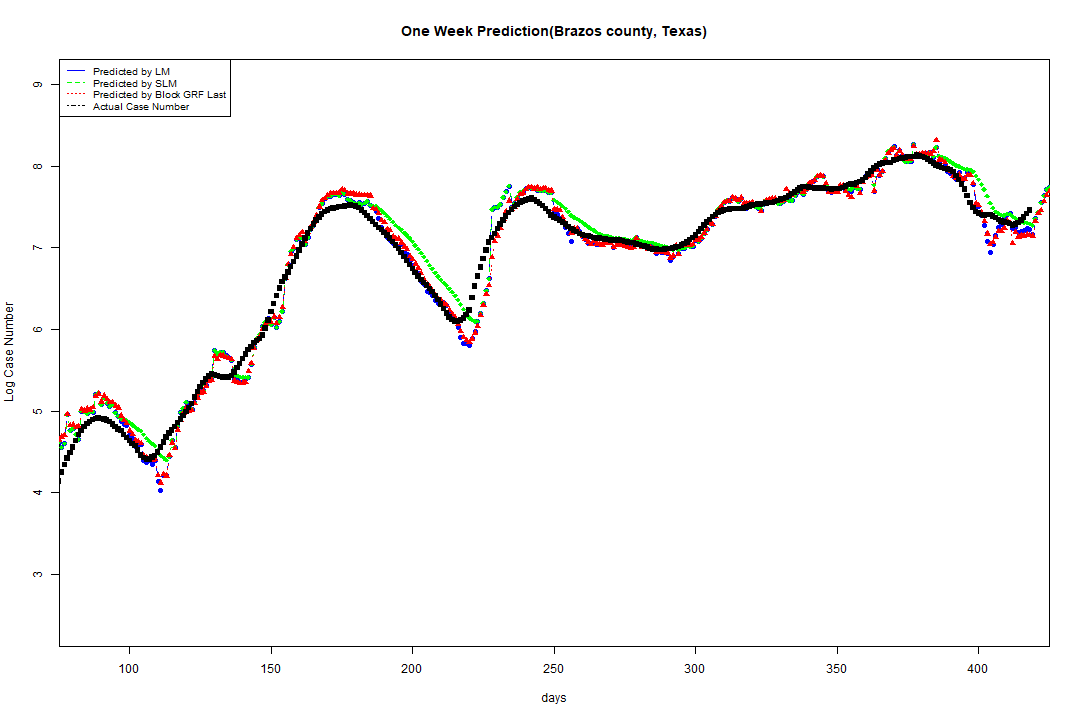 One Week Prediction(Brazos county, Texas)
Predicted by LM
Predicted by SLM
Predicted by Block GRF Last
Actual Case Number
9
8
7
6
5
4
3
Log Case Number
100 150 200 250 300 350 400
days